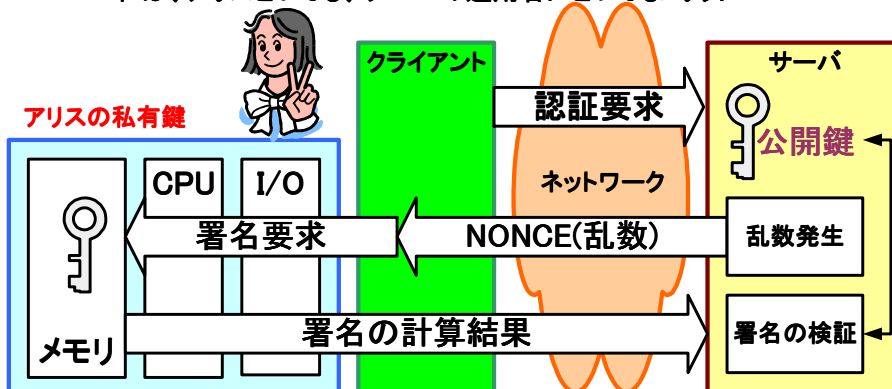 クライアント
サーバ
認証要求
アリスの私有鍵
公開鍵
CPU
I/O
ネットワーク
署名要求
NONCE(乱数)
乱数発生
署名の計算結果
署名の検証
メモリ